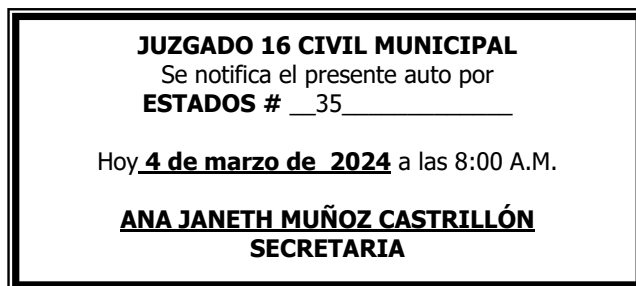 JUZGADO 16 CIVIL MUNICIPAL
Se notifica el presente auto por
ESTADOS # __35_____________
Hoy 4 de marzo de 2024 a las 8:00 A.M.
ANA JANETH MUÑOZ CASTRILLÓN
SECRETARIA